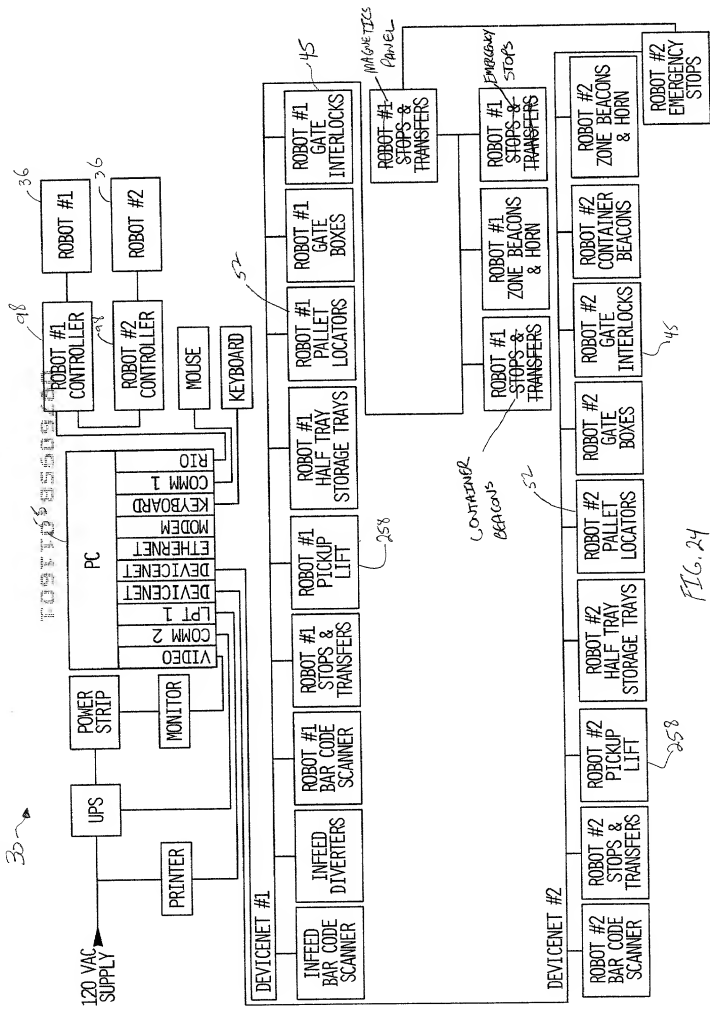 30
120 VAC
SUPPLY
UPS
POWER
STRIP
PRINTER
MONITOR
PC
55
VIDEO
COMM 2
LPT 1
DEVICENET
DEVICENET
ETHERNET
MODEM
KEYBOARD
COMM 1
RIO
MOUSE
KEYBOARD
98
ROBOT #1
CONTROLLER
98
ROBOT #2
CONTROLLER
36
ROBOT #1
36
ROBOT #2
DEVICENET #1
INFEED
BAR CODE
SCANNER
INFEED
DIVERTERS
ROBOT #1
BAR CODE
SCANNER
ROBOT #1
STOPS &
TRANSFERS
ROBOT #1
PICKUP
LIFT
258
ROBOT #1
HALF TRAY
STORAGE TRAYS
52
ROBOT #1
PALLET
LOCATORS
ROBOT #1
GATE
BOXES
45
ROBOT #1
GATE
INTERLOCKS
MAGNETICS
PANEL
ROBOT #1
STOPS &
TRANSFERS
CONTAINER
BEACONS
ROBOT #1
STOPS &
TRANSFERS
ROBOT #1
ZONE BEACONS
& HORN
EMERGENCY
STOPS
ROBOT #1
STOPS &
TRANSFERS
DEVICENET #2
ROBOT #2
BAR CODE
SCANNER
ROBOT #2
STOPS &
TRANSFERS
ROBOT #2
PICKUP
LIFT
258
ROBOT #2
HALF TRAY
STORAGE TRAYS
52
ROBOT #2
PALLET
LOCATORS
ROBOT #2
GATE
BOXES
ROBOT #2
GATE
INTERLOCKS
45
ROBOT #2
CONTAINER
BEACONS
ROBOT #2
ZONE BEACONS
& HORN
ROBOT #2
EMERGENCY
STOPS
FIG. 24